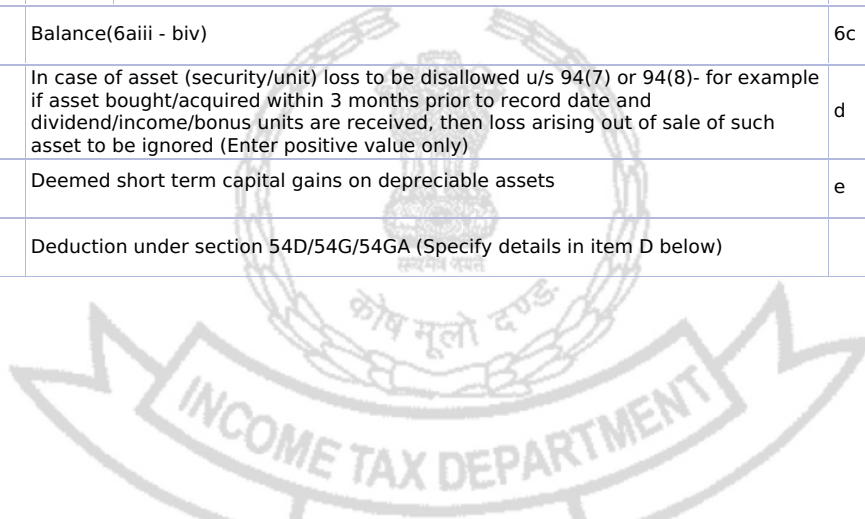 Balance(6aiii - biv) 6c
In case of asset (security/unit) loss to be disallowed u/s 94(7) or 94(8)- for example
if asset bought/acquired within 3 months prior to record date and
dividend/income/bonus units are received, then loss arising out of sale of such
asset to be ignored (Enter positive value only) d
Deemed short term capital gains on depreciable assets e
Deduction under section 54D/54G/54GA (Specify details in item D below)
सत्यमेव जयते
कोष मूलो दण्डः
INCOME TAX DEPARTMENT